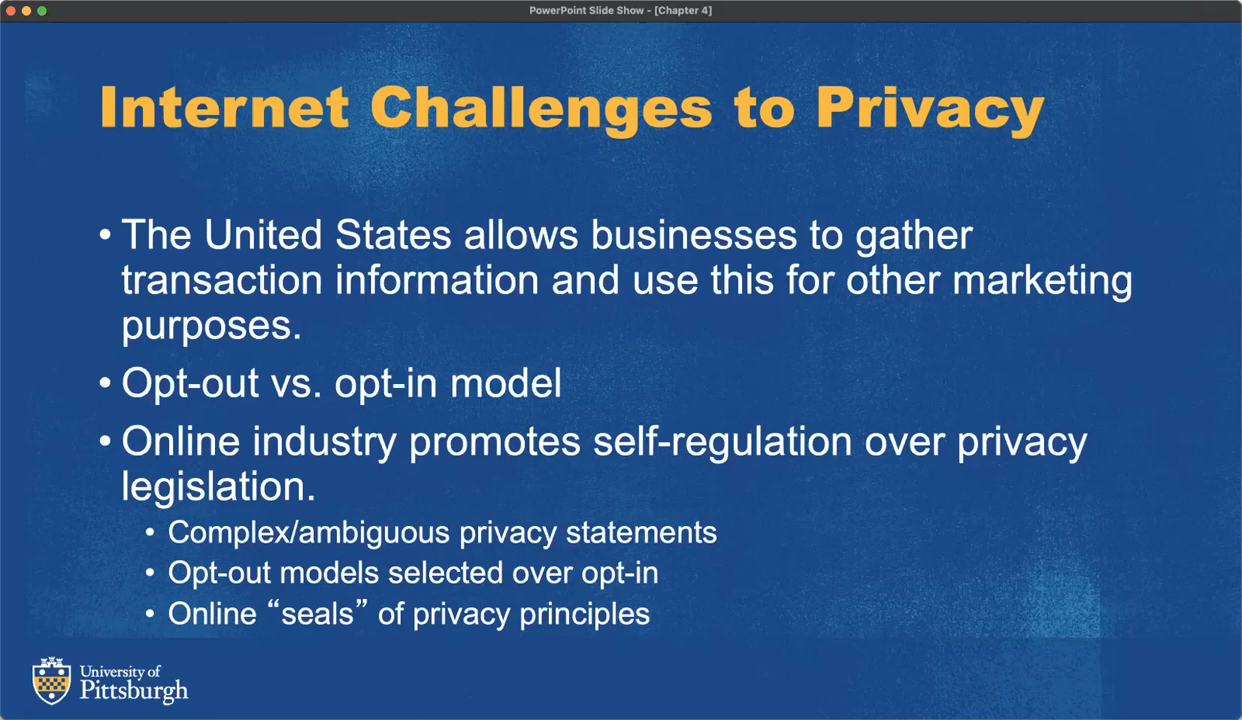 PowerPoint Slide Show - [Chapter 4]
Internet Challenges to Privacy
• The United States allows businesses to gather
transaction information and use this for other marketing
purposes.
• Opt-out vs. opt-in model
• Online industry promotes self-regulation over privacy
legislation.
• Complex/ambiguous privacy statements
• Opt-out models selected over opt-in
• Online “seals” of privacy principles
University of
Pittsburgh